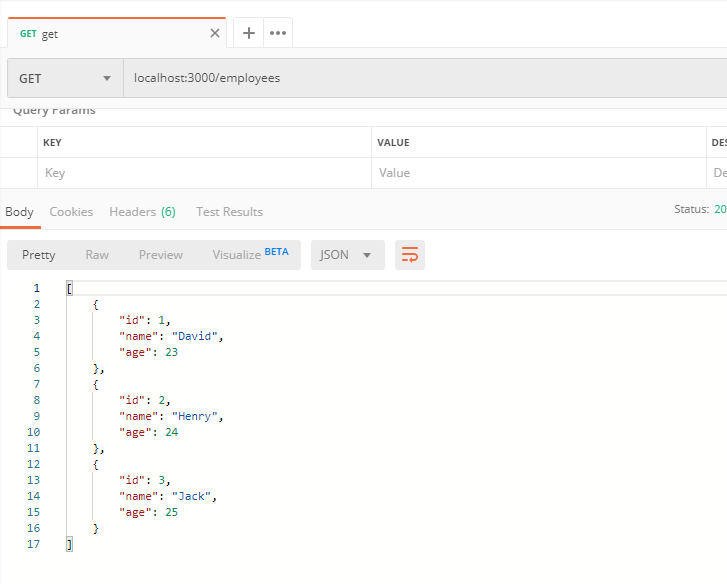 GET get
GET localhost:3000/employees
Query Params
KEY VALUE DES
Key Value De
Body Cookies Headers (6) Test Results Status: 20
Pretty Raw Preview Visualize BETA JSON
1 [
2 {
3 "id": 1,
4 "name": "David",
5 "age": 23
6 },
7 {
8 "id": 2,
9 "name": "Henry",
10 "age": 24
11 },
12 {
13 "id": 3,
14 "name": "Jack",
15 "age": 25
16 }
17 ]